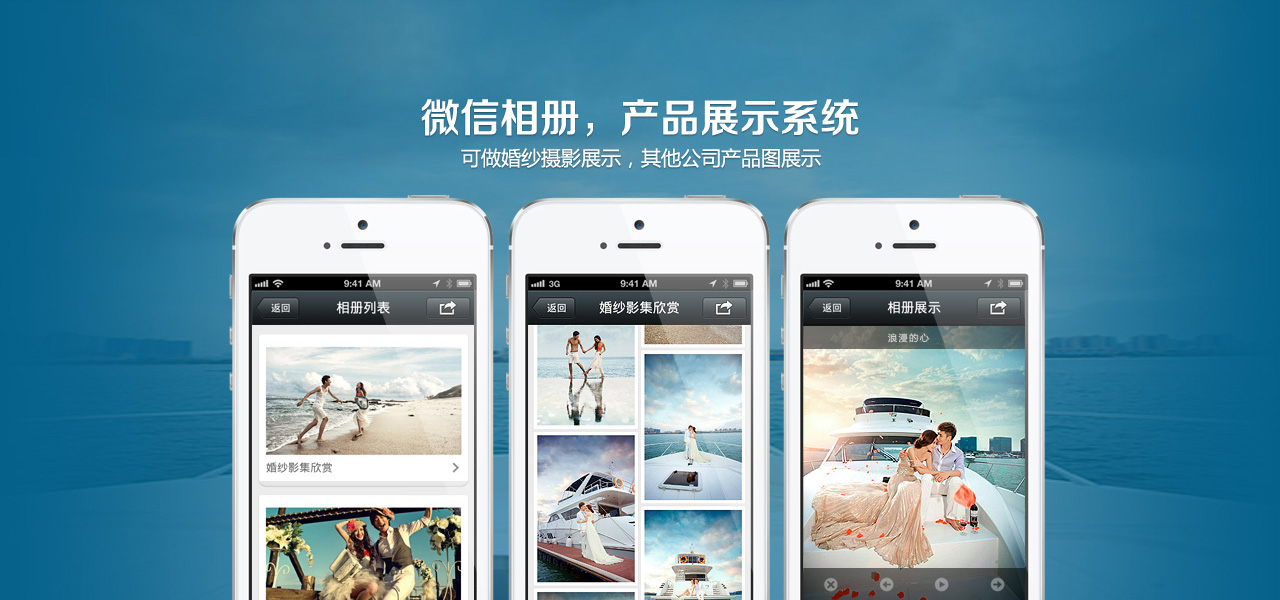 微信相册，产品展示系统
可做婚纱摄影展示，其他公司产品图展示
9:41 AM
返回
相册列表
婚纱影集欣赏
3G
9:41 AM
返回
婚纱影集欣赏
9:41 AM
返回
相册展示
浪漫的心